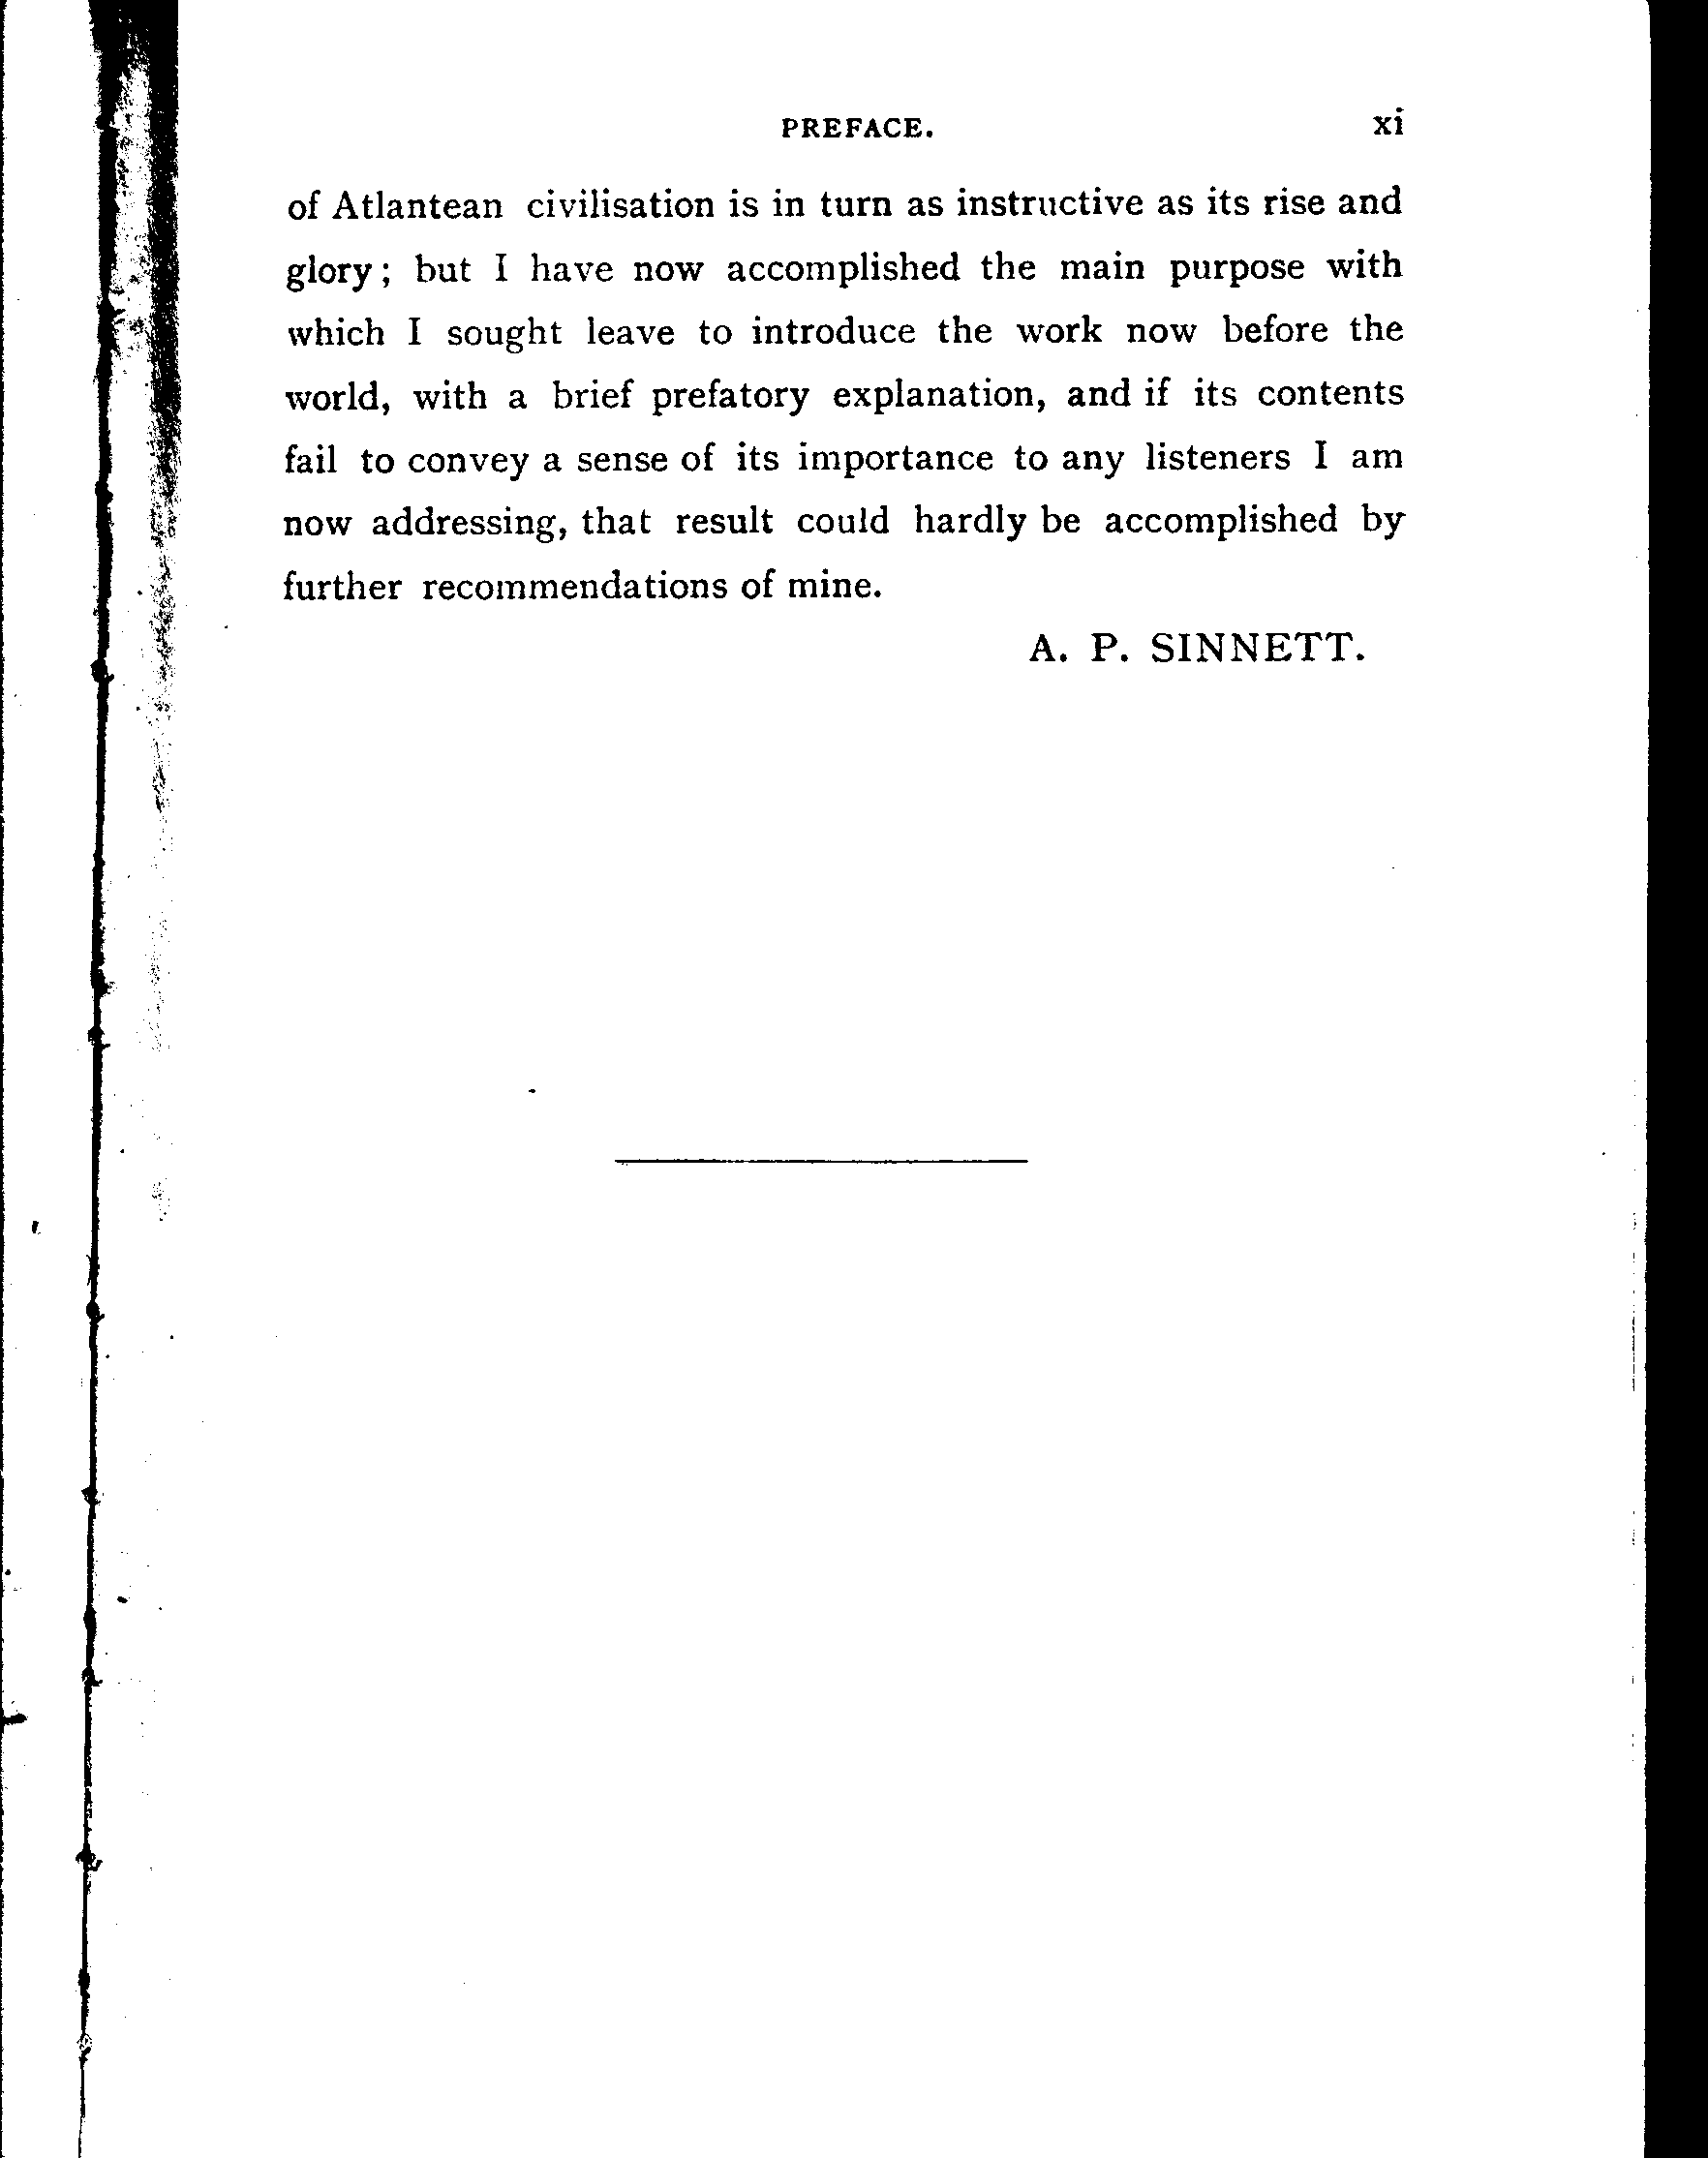 PREFACE. xi
of Atlantean civilisation is in turn as instructive as its rise and
glory; but I have now accomplished the main purpose with
which I sought leave to introduce the work now before the
world, with a brief prefatory explanation, and if its contents
fail to convey a sense of its importance to any listeners I am
now addressing, that result could hardly be accomplished by
further recommendations of mine.
A. P. SINNETT.